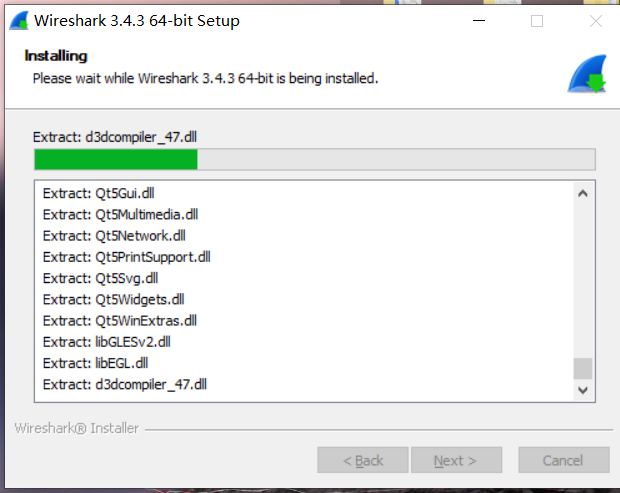 Wireshark 3.4.3 64-bit Setup
Installing
Please wait while Wireshark 3.4.3 64-bit is being installed.
Extract: d3dcompiler_47.dll
Extract: Qt5Gui.dll
Extract: Qt5Multimedia.dll
Extract: Qt5Network.dll
Extract: Qt5PrintSupport.dll
Extract: Qt5Svg.dll
Extract: Qt5Widgets.dll
Extract: Qt5WinExtras.dll
Extract: libGLESv2.dll
Extract: libEGL.dll
Extract: d3dcompiler_47.dll
Wireshark® Installer
< Back Next > Cancel